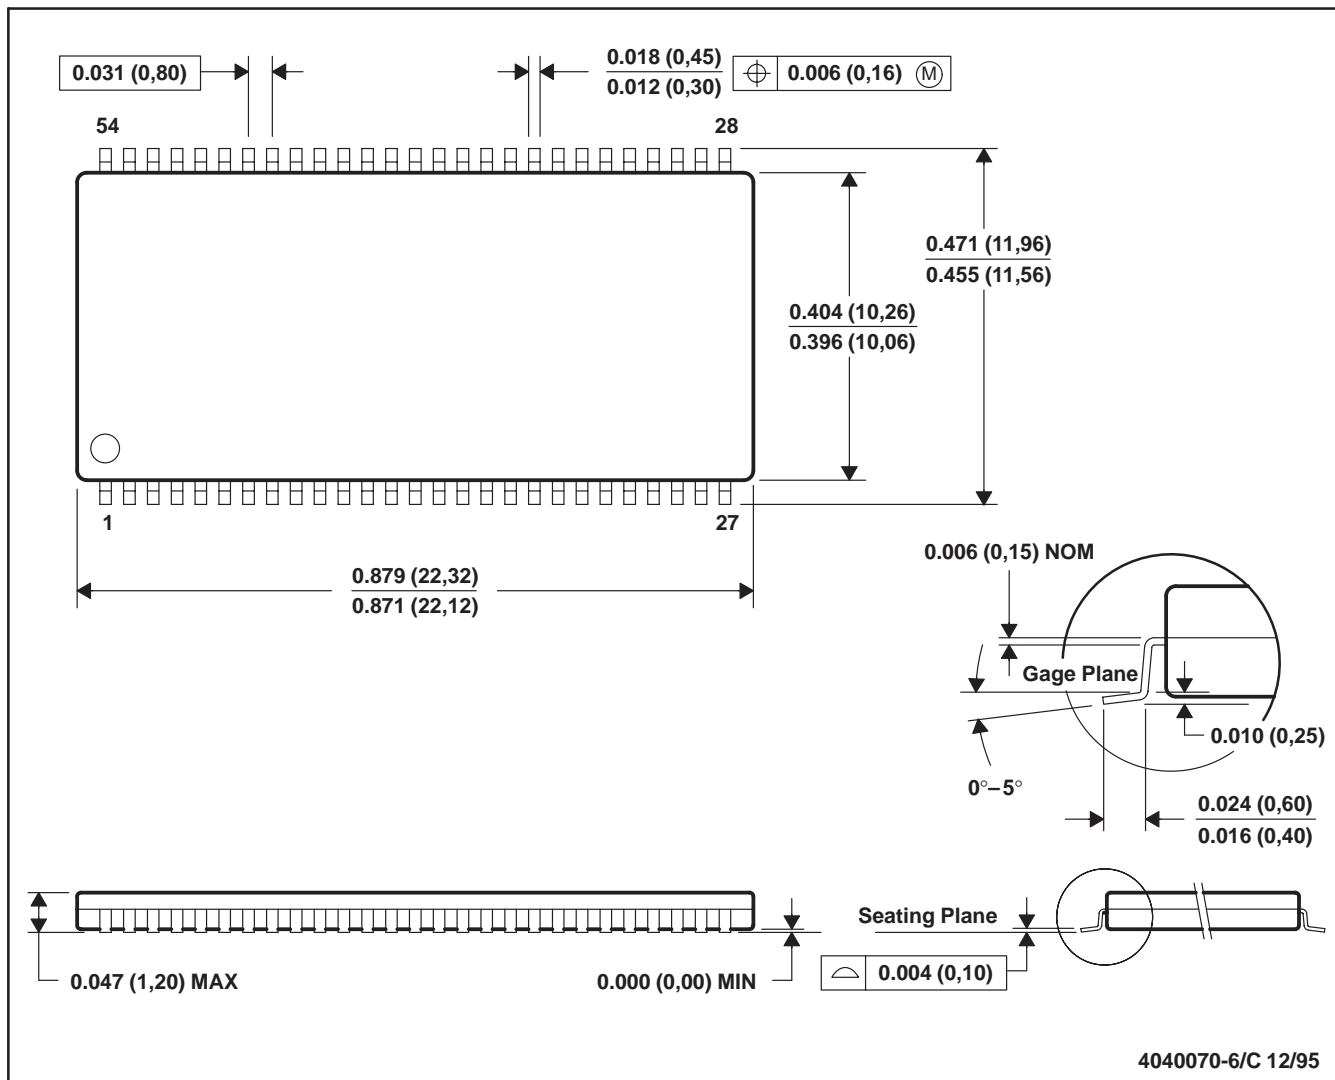 0.031 (0,80)
0.018 (0,45)
0.012 (0,30)
0.006 (0,16) M
54
28
0.471 (11,96)
0.455 (11,56)
0.404 (10,26)
0.396 (10,06)
1
27
0.006 (0,15) NOM
0.879 (22,32)
0.871 (22,12)
Gage Plane
0.010 (0,25)
0°–5°
0.024 (0,60)
0.016 (0,40)
Seating Plane
0.047 (1,20) MAX
0.000 (0,00) MIN
0.004 (0,10)
4040070-6/C 12/95